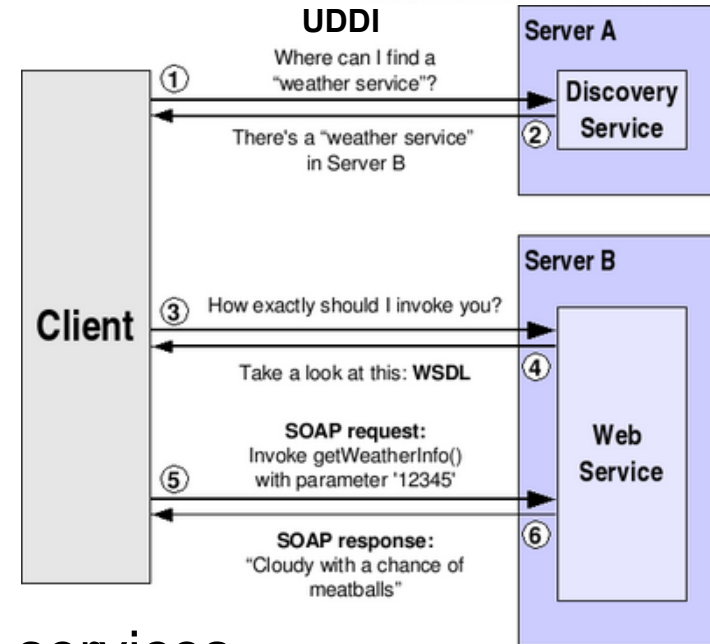 UDDI
Server A
Where can I find a
“weather service”?
①
Discovery
Service
②
There's a “weather service”
in Server B
Server B
Client
③
How exactly should I invoke you?
④
Take a look at this: WSDL
SOAP request:
Invoke getWeatherInfo()
with parameter '12345'
⑤
Web
Service
⑥
SOAP response:
“Cloudy with a chance of
meatballs”
services